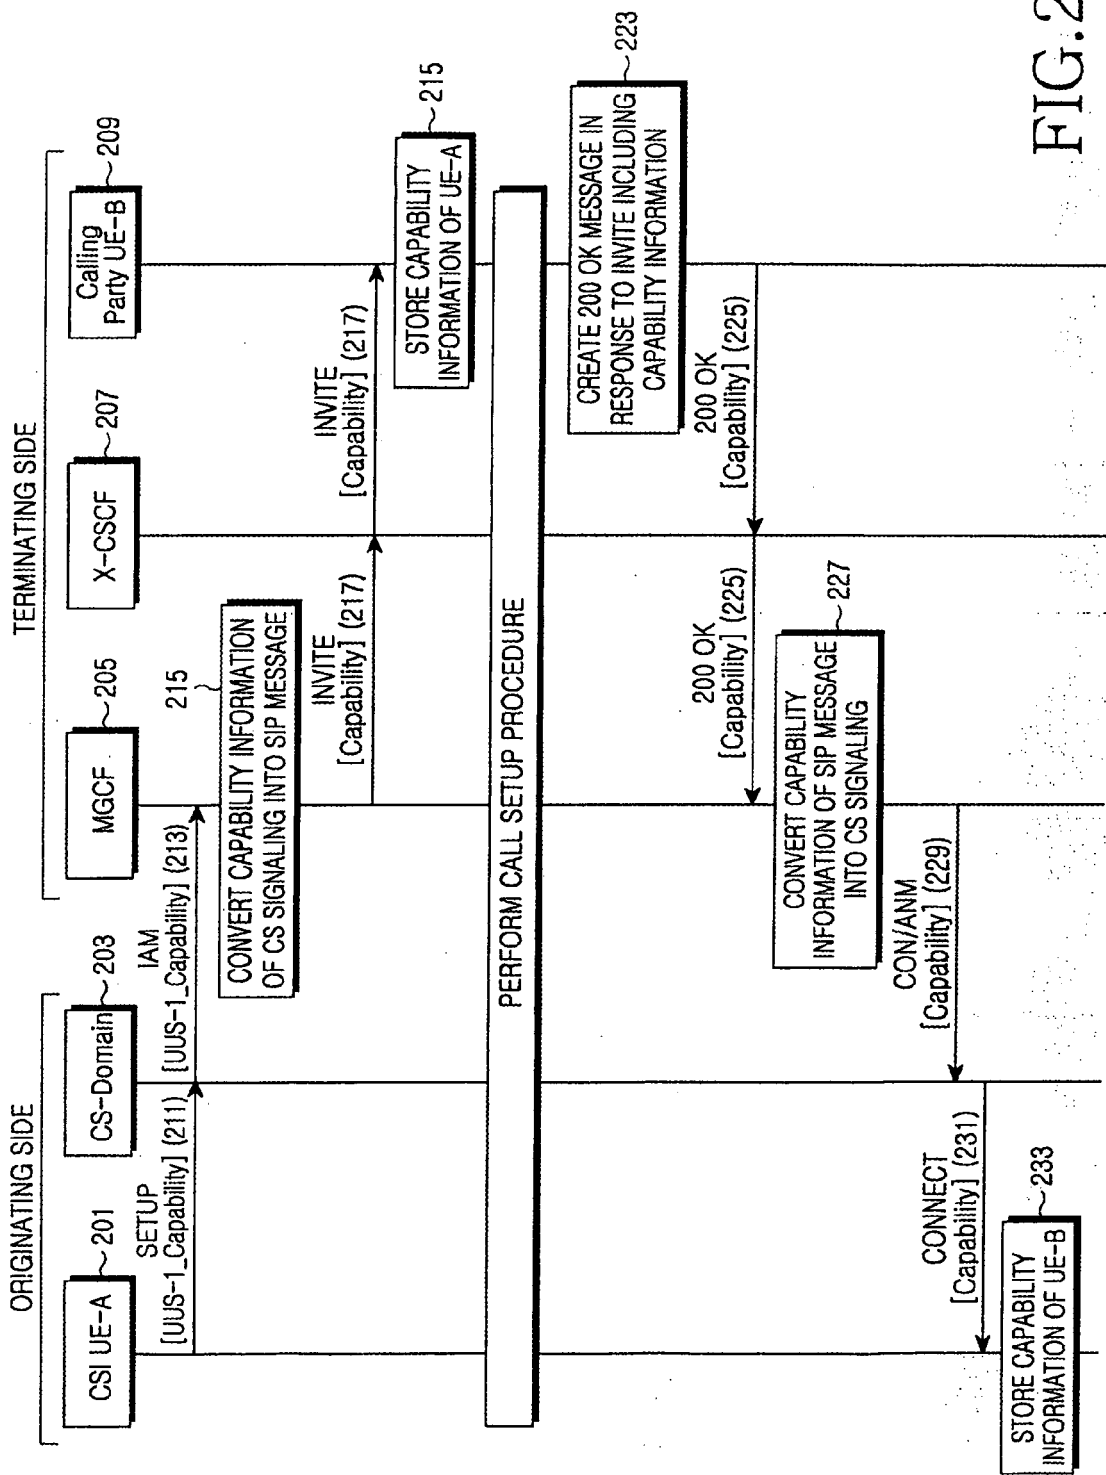 ORIGINATING SIDE
TERMINATING SIDE
CSI UE-A
201
CS-Domain
203
MGCF
205
X-CSCF
207
Calling
Party UE-B
209
SETUP
[UUS-1_Capability] (211)
IAM
[UUS-1_Capability] (213)
215
CONVERT CAPABILITY INFORMATION
OF CS SIGNALING INTO SIP MESSAGE
INVITE
[Capability] (217)
INVITE
[Capability] (217)
STORE CAPABILITY
INFORMATION OF UE-A
215
PERFORM CALL SETUP PROCEDURE
CREATE 200 OK MESSAGE IN
RESPONSE TO INVITE INCLUDING
CAPABILITY INFORMATION
223
200 OK
[Capability] (225)
200 OK
[Capability] (225)
CONVERT CAPABILITY
INFORMATION OF SIP MESSAGE
INTO CS SIGNALING
227
CON/ANM
[Capability] (229)
CONNECT
[Capability] (231)
STORE CAPABILITY
INFORMATION OF UE-B
233
FIG.2